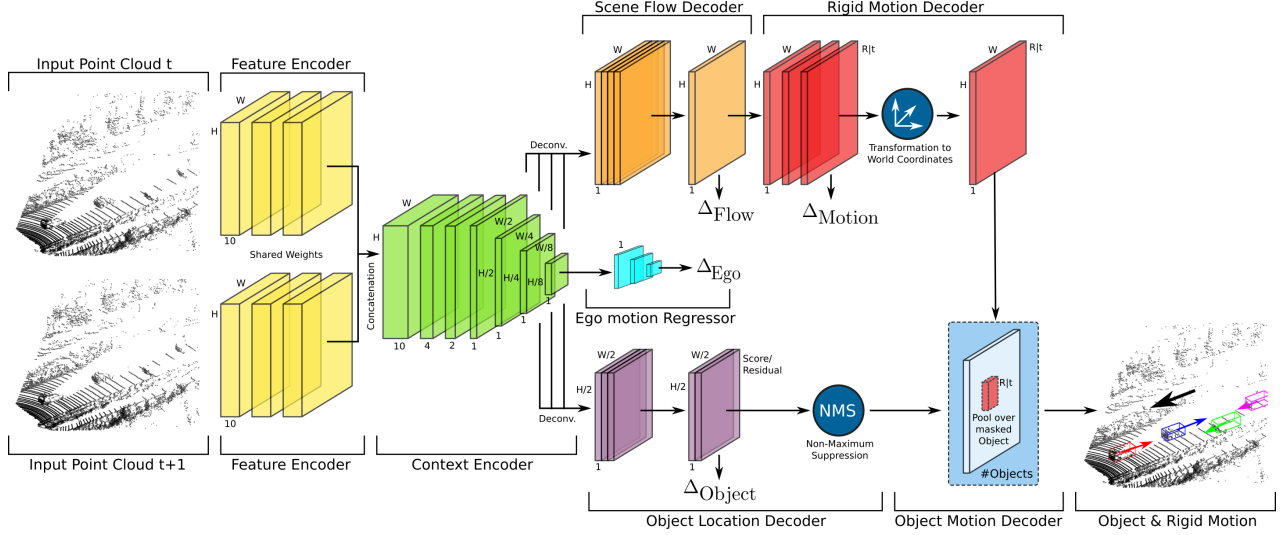 Scene Flow Decoder
Rigid Motion Decoder
Input Point Cloud t
Feature Encoder
W
H
10
Shared Weights
W
H
10
Input Point Cloud t+1
Feature Encoder
Concatenation
W
H
W/2
W/4
W/8
H/2
H/4
H/8
10
4
2
1
1
1
1
Context Encoder
Deconv.
Deconv.
W
H
1
W
H
1
ΔFlow
W
H
R|t
1
ΔMotion
Transformation to
World Coordinates
W
R|t
H
1
1
ΔEgo
Ego motion Regressor
W/2
H/2
1
W/2
H/2
1
Score/
Residual
ΔObject
NMS
Non-Maximum
Suppression
Object Location Decoder
R|t
Pool over
masked
Object
#Objects
Object Motion Decoder
Object & Rigid Motion